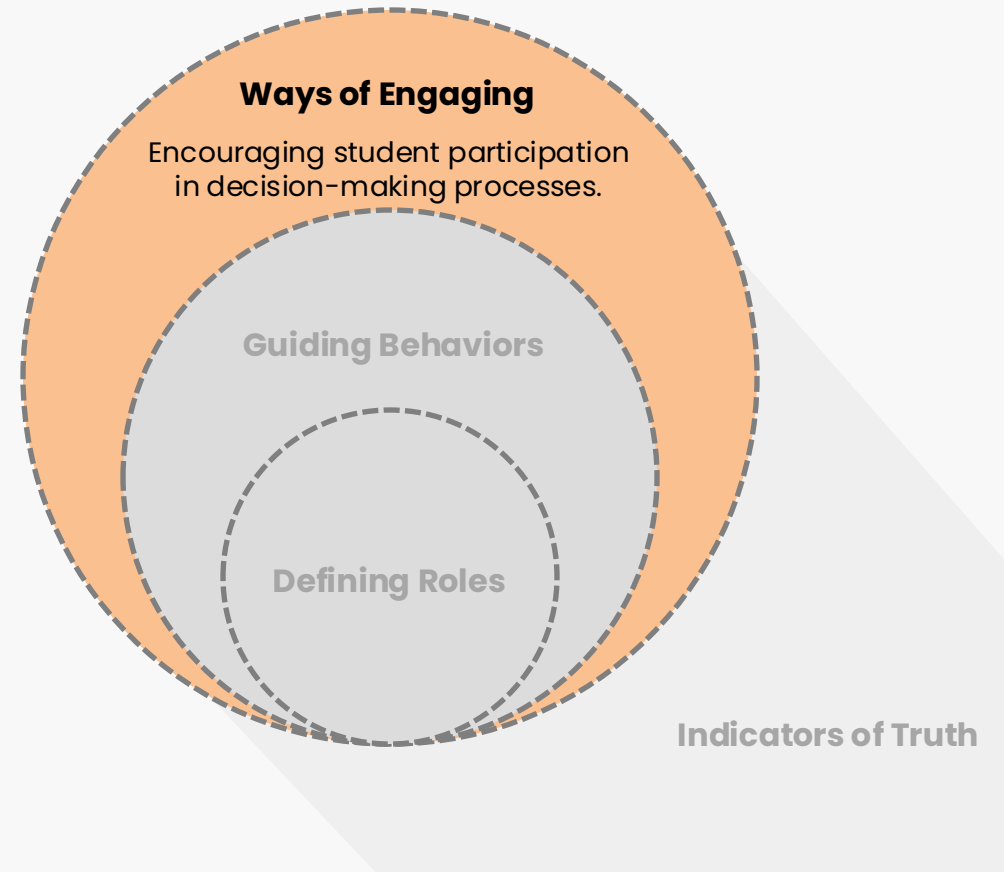 Ways of Engaging
Encouraging student participation
in decision-making processes.
Guiding Behaviors
Defining Roles
Indicators of Truth